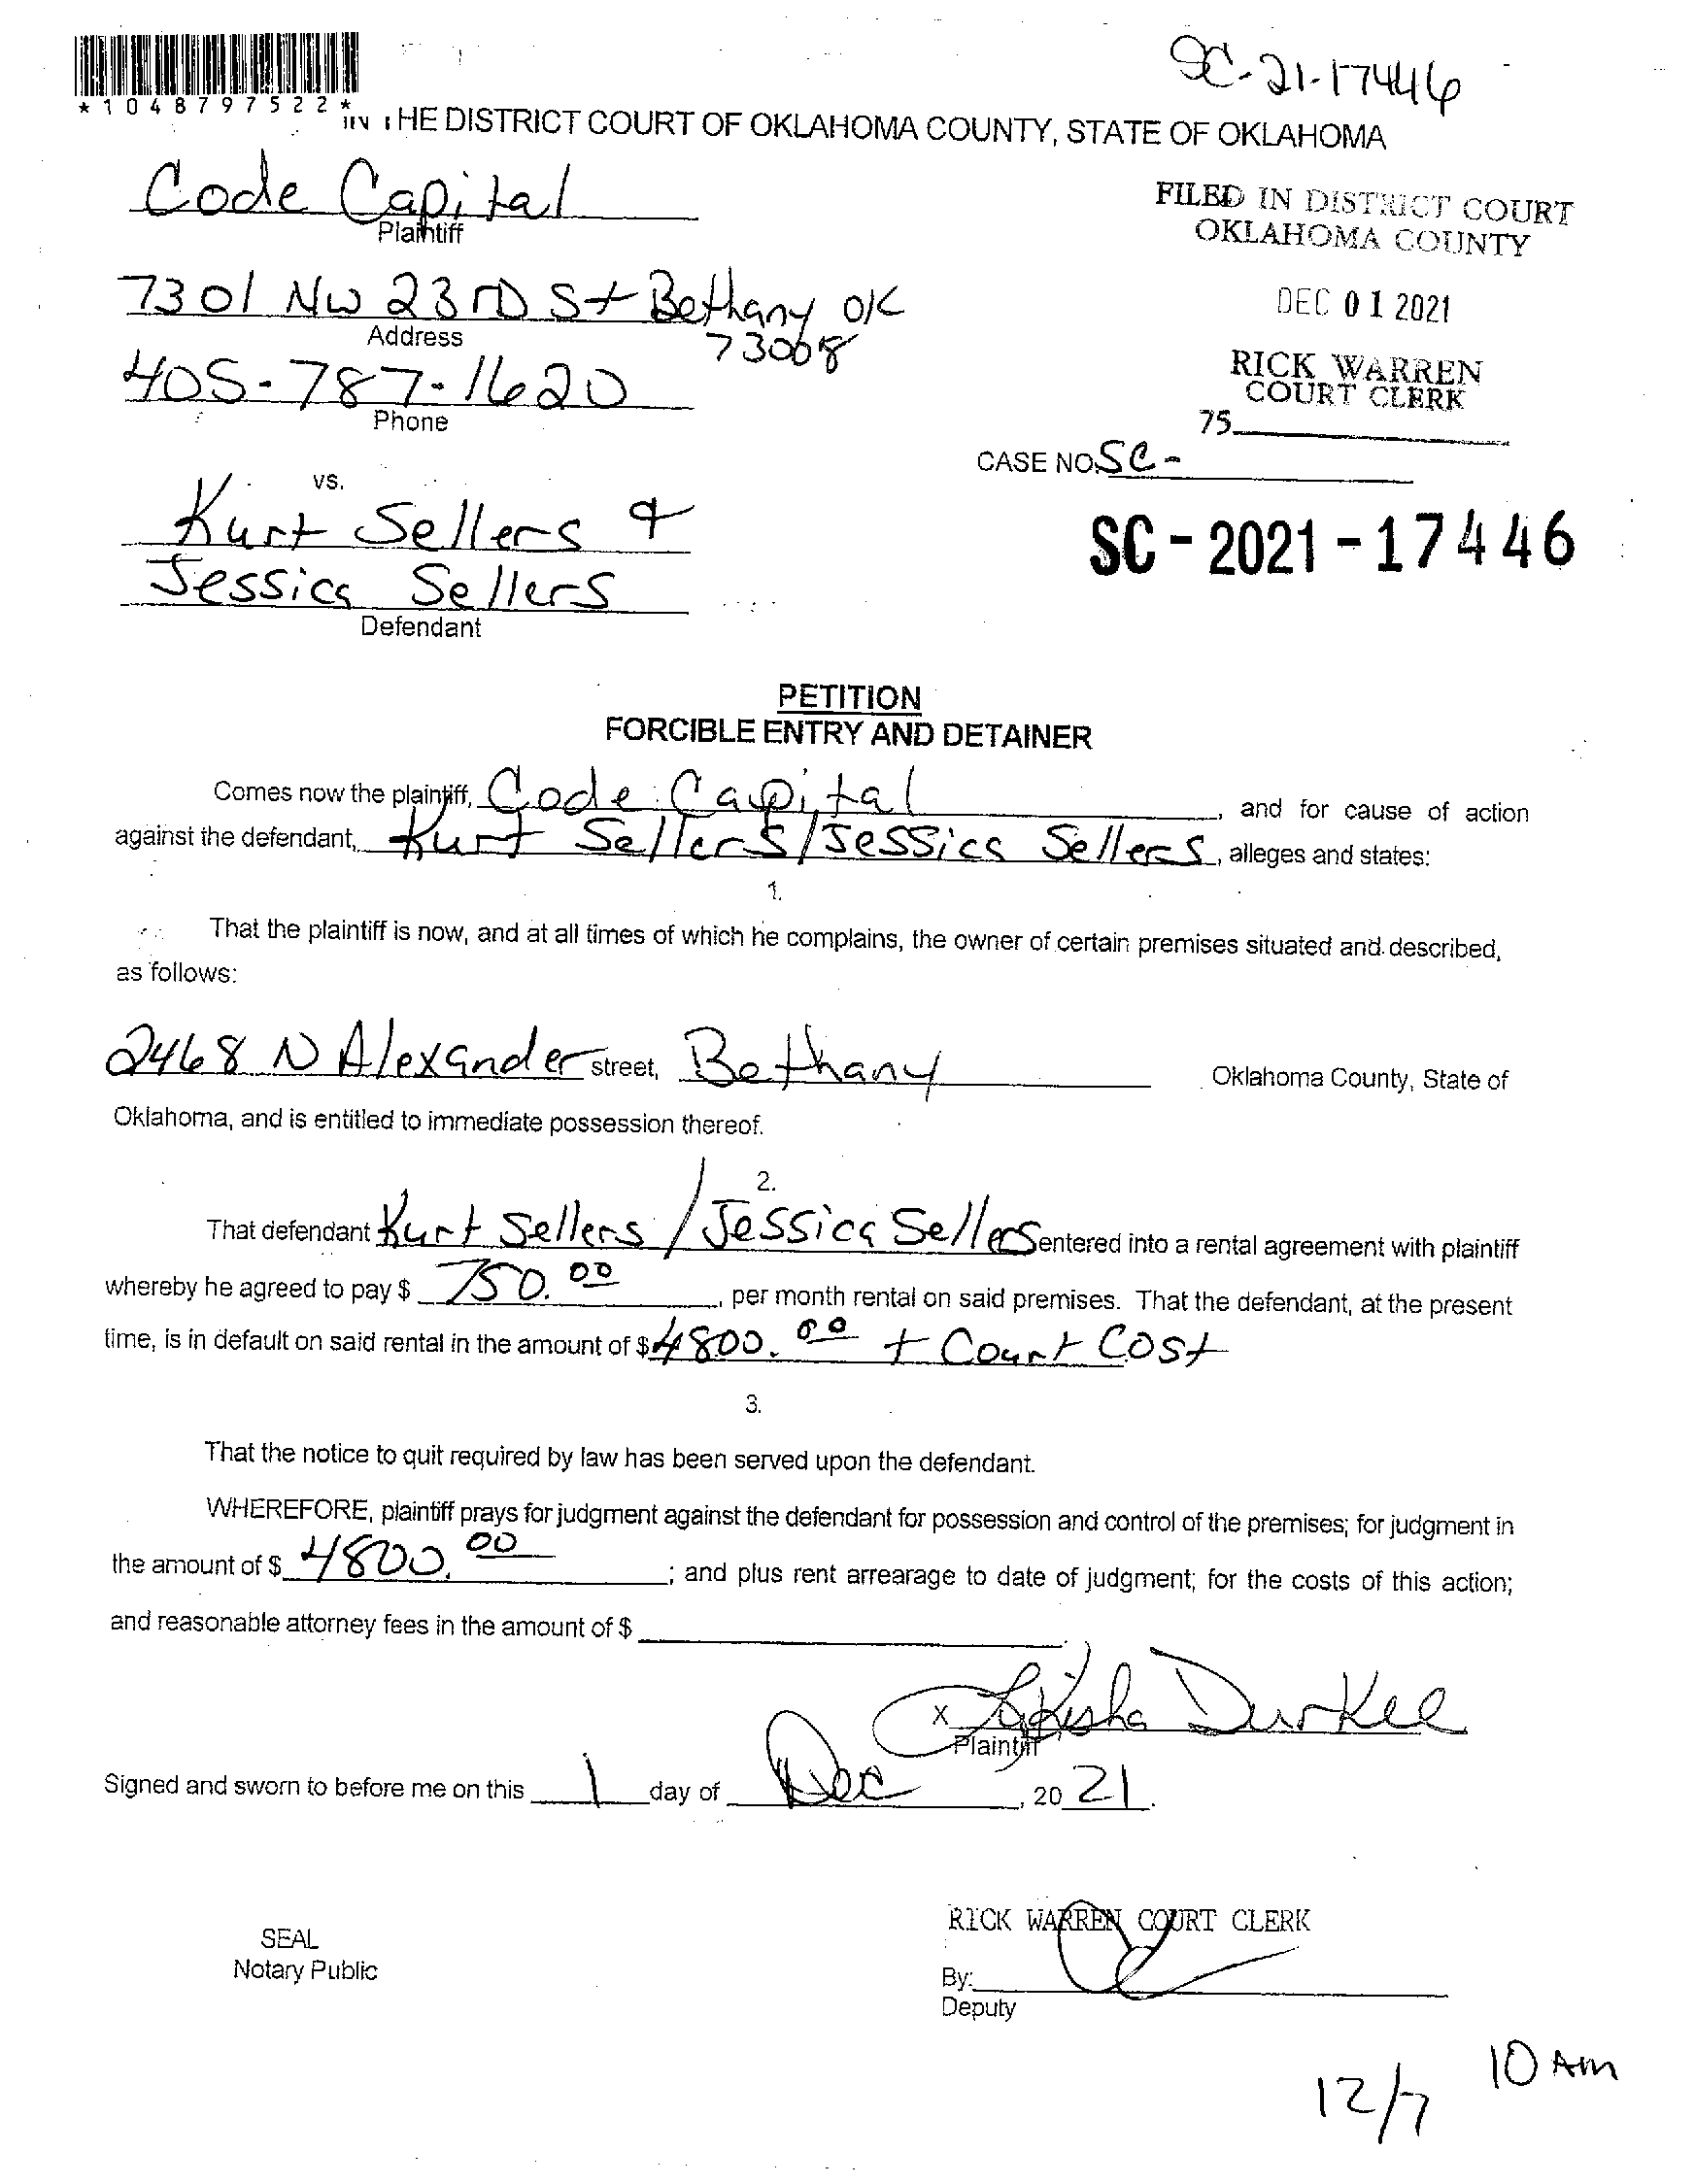 SC-21-17446
*1048797522*
IN THE DISTRICT COURT OF OKLAHOMA COUNTY, STATE OF OKLAHOMA
Code Capital
Plaintiff
FILED IN DISTRICT COURT
OKLAHOMA COUNTY
7301 NW 23RD St Bethany OK
Address
73008
DEC 01 2021
405-787-1620
Phone
RICK WARREN
COURT CLERK
75
CASE NO. SC-
vs.
Kurt Sellers &
Jessica Sellers
Defendant
SC-2021-17446
PETITION
FORCIBLE ENTRY AND DETAINER
Comes now the plaintiff, Code Capital, and for cause of action
against the defendant, Kurt Sellers/Jessica Sellers, alleges and states:
1.
That the plaintiff is now, and at all times of which he complains, the owner of certain premises situated and described,
as follows:
2468 N Alexander street, Bethany Oklahoma County, State of
Oklahoma, and is entitled to immediate possession thereof.
2.
That defendant Kurt Sellers / Jessica Sellers entered into a rental agreement with plaintiff
whereby he agreed to pay $ 750.00, per month rental on said premises. That the defendant, at the present
time, is in default on said rental in the amount of $ 4800.00 + Court Cost
3.
That the notice to quit required by law has been served upon the defendant.
WHEREFORE, plaintiff prays for judgment against the defendant for possession and control of the premises; for judgment in
the amount of $ 4800.00; and plus rent arrearage to date of judgment; for the costs of this action;
and reasonable attorney fees in the amount of $
x Durkee
Plaintiff
Signed and sworn to before me on this 1 day of Dec, 20 21.
RICK WARREN COURT CLERK
SEAL
Notary Public
By:
Deputy
12/7 10 AM